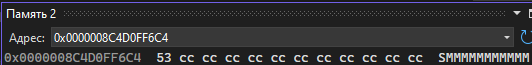 Память 2
Адрес: 0x0000008C4D0FF6C4
0x0000008C4D0FF6C4 53 cc cc cc cc cc cc cc cc cc cc cc SMMMMMMMMMMM